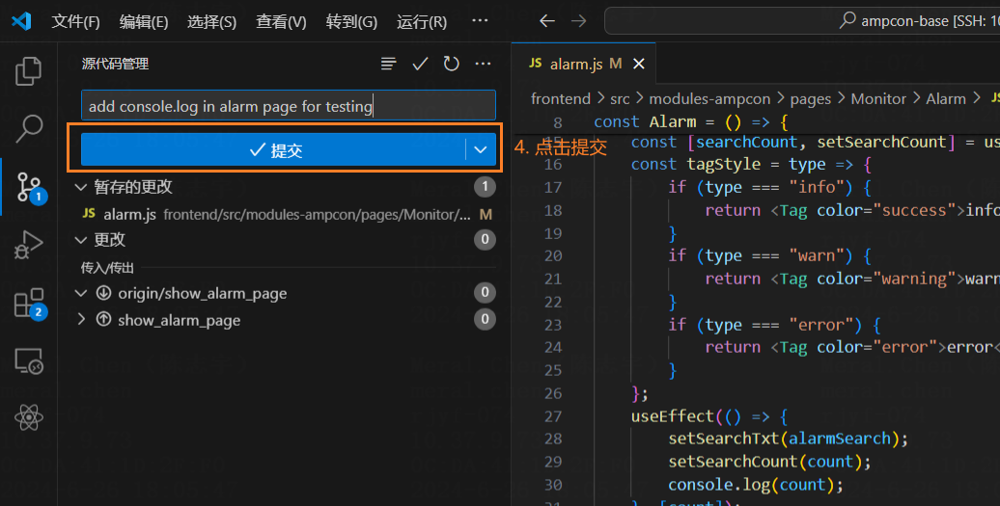 文件(F) 编辑(E) 选择(S) 查看(V) 转到(G) 运行(R) ··· ampcon-base [SSH: 10
源代码管理
JS alarm.js M
add console.log in alarm page for testing
frontend > src > modules-ampcon > pages > Monitor > Alarm > JS
8 const Alarm = () => {
提交
4. 点击提交
const [searchCount, setSearchCount] = us
16 const tagStyle = type => {
暂存的更改 1
17 if (type === "info") {
JS alarm.js frontend/src/modules-ampcon/pages/Monitor/... M
18 return <Tag color="success">info
更改 0
19 }
传入/传出
20 if (type === "warn") {
origin/show_alarm_page 0
21 return <Tag color="warning">warn
show_alarm_page 0
22 }
23 if (type === "error") {
24 return <Tag color="error">error<
25 }
26 };
27 useEffect(() => {
28 setSearchTxt(alarmSearch);
29 setSearchCount(count);
30 console.log(count);
1
2